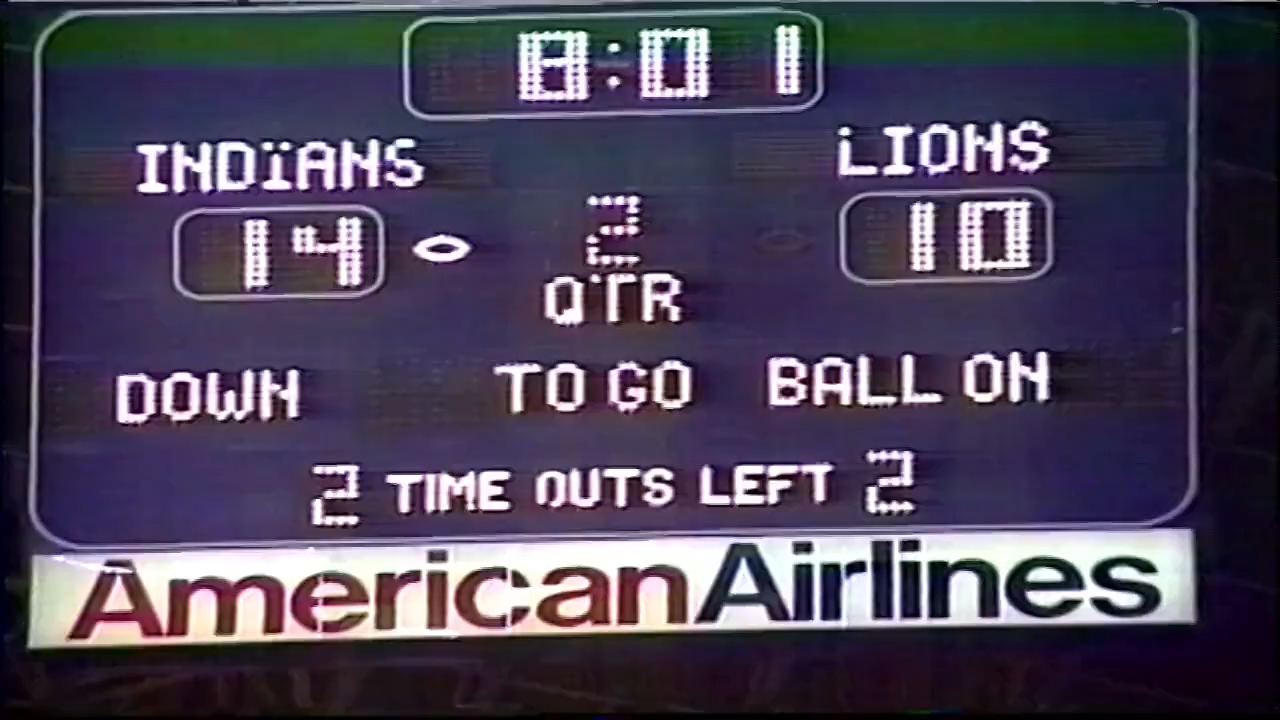 8:01
INDIANS LIONS
14 2 10
QTR
DOWN TO GO BALL ON
2 TIME OUTS LEFT 2
AmericanAirlines